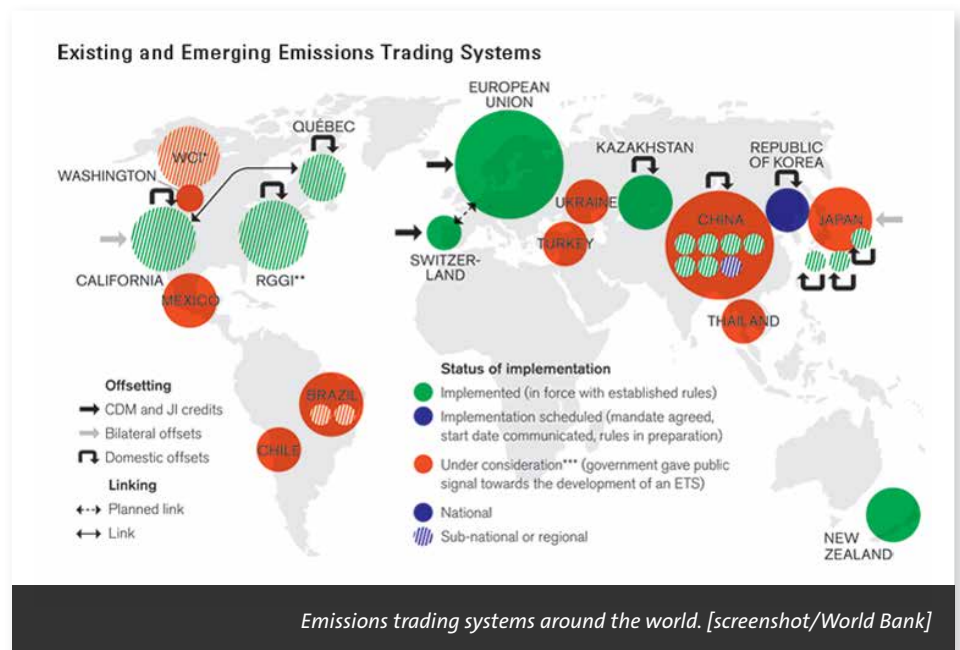 Existing and Emerging Emissions Trading Systems
EUROPEAN
UNION
QUÉBEC
WCI*
WASHINGTON
KAZAKHSTAN
REPUBLIC
OF KOREA
UKRAINE
CHINA
JAPAN
TURKEY
SWITZER-
LAND
CALIFORNIA
RGGI**
MEXICO
THAILAND
BRAZIL
CHILE
Offsetting
CDM and JI credits
Bilateral offsets
Domestic offsets
Linking
Planned link
Link
Status of implementation
Implemented (in force with established rules)
Implementation scheduled (mandate agreed,
start date communicated, rules in preparation)
Under consideration*** (government gave public
signal towards the development of an ETS)
National
Sub-national or regional
NEW
ZEALAND
Emissions trading systems around the world. [screenshot/World Bank]